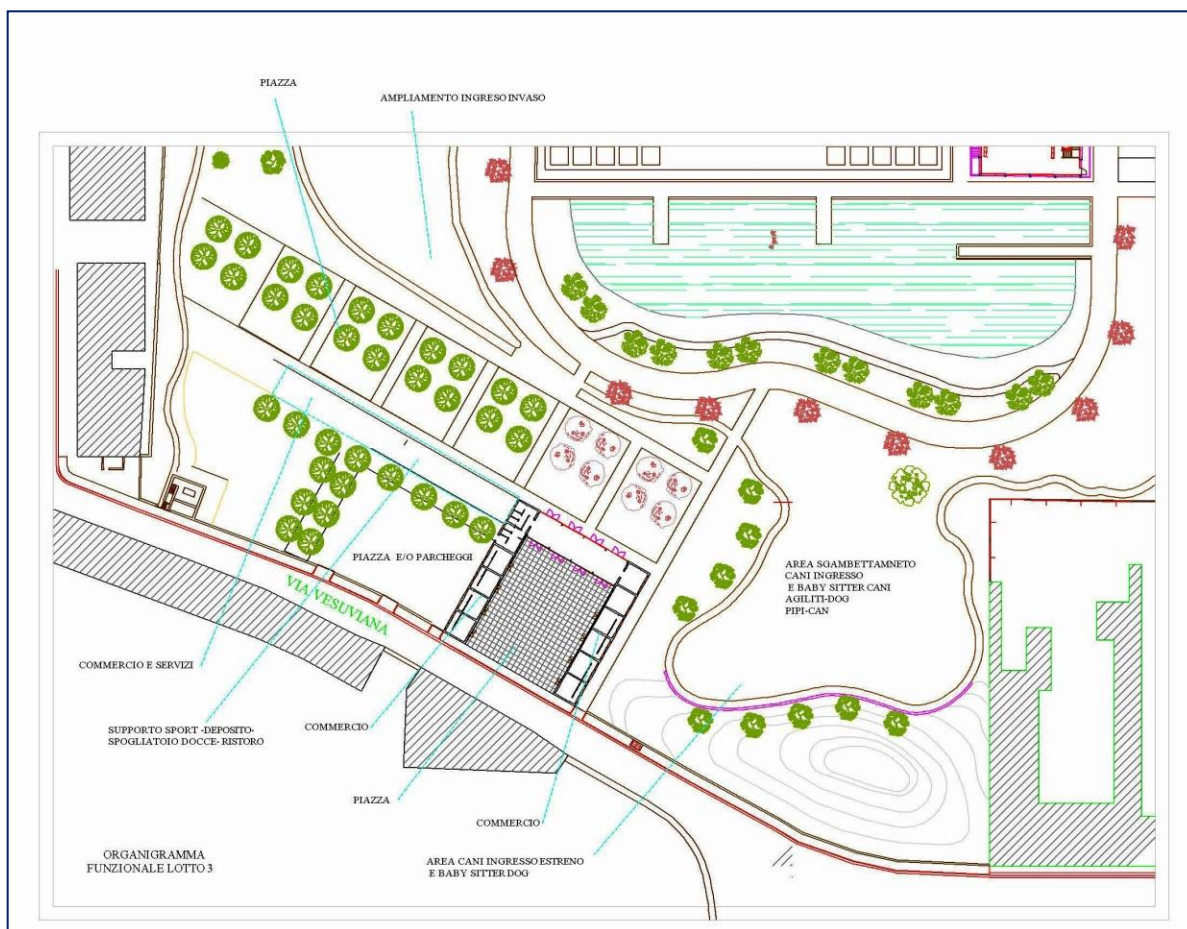 PIAZZA
AMPLIAMENTO INGRESO INVASO
PIAZZA E/O PARCHEGGI
AREA SGAMBETTAMNETO
CANI INGRESSO
E BABY SITTER CANI
AGILITI-DOG
PIPI-CAN
VIA VESUVIANA
COMMERCIO E SERVIZI
SUPPORTO SPORT -DEPOSITO-
SPOGLIATOIO DOCCE- RISTORO
COMMERCIO
PIAZZA
COMMERCIO
AREA CANI INGRESSO ESTRENO
E BABY SITTER DOG
ORGANIGRAMMA
FUNZIONALE LOTTO 3